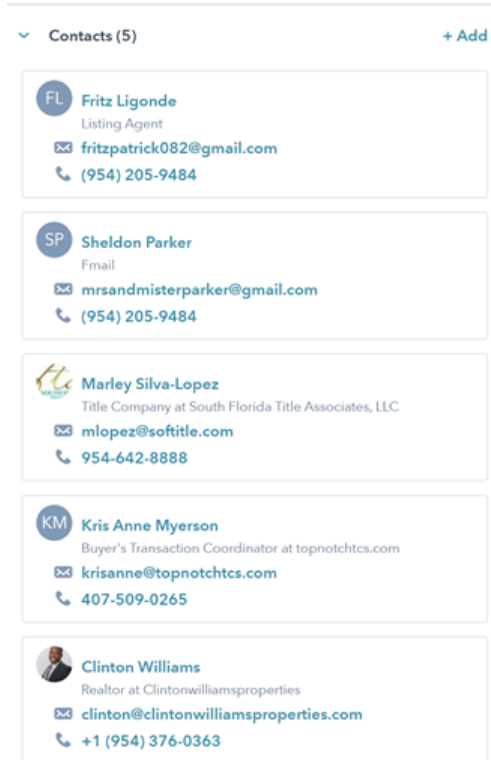 Contacts (5)
+ Add
FL
Fritz Ligonde
Listing Agent
fritzpatrick082@gmail.com
(954) 205-9484
SP
Sheldon Parker
Fmail
mrsandmisterparker@gmail.com
(954) 205-9484
Marley Silva-Lopez
Title Company at South Florida Title Associates, LLC
mlopez@softitle.com
954-642-8888
KM
Kris Anne Myerson
Buyer's Transaction Coordinator at topnotchtcs.com
krisanne@topnotchtcs.com
407-509-0265
Clinton Williams
Realtor at Clintonwilliamsproperties
clinton@clintonwilliamsproperties.com
+1 (954) 376-0363